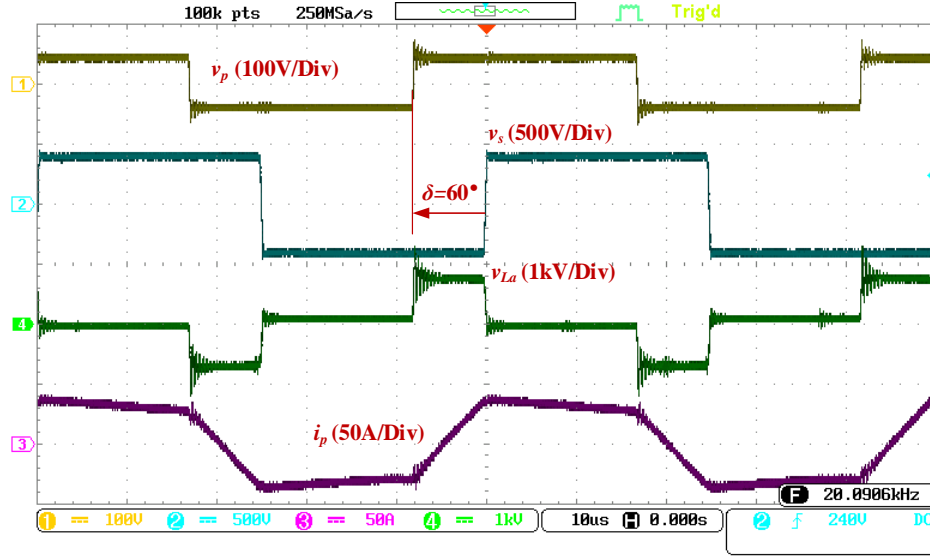 100k pts 250MSa/s Trig'd
1
v_p (100V/Div)
v_s (500V/Div)
2
δ=60°
v_La (1kV/Div)
4
i_p (50A/Div)
3
F 20.0906kHz
1 100V 2 500V 3 50A 4 1kV 10us H 0.000s 2 240V DC